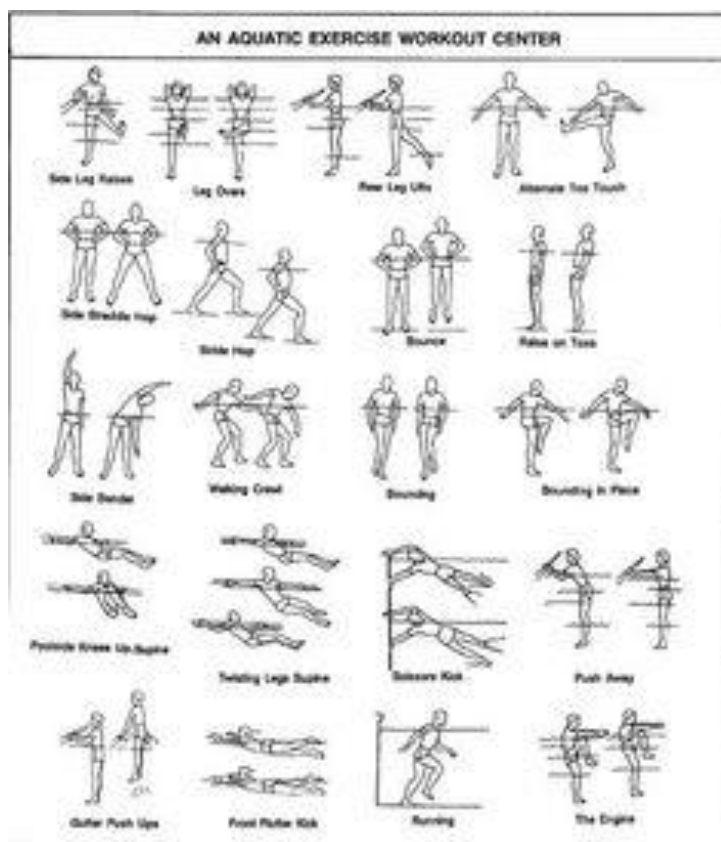 AN AQUATIC EXERCISE WORKOUT CENTER
Side Leg Raises
Leg Overs
Rear Leg Lifts
Alternate Toe Touch
Side Straddle Hop
Stride Hop
Bounce
Raise on Toes
Side Bender
Walking Crawl
Bounding
Bounding in Place
Poolside Knees Up, Supine
Twisting Legs Supine
Scissors Kick
Push Away
Gutter Push Ups
Front Flutter Kick
Running
The Engine